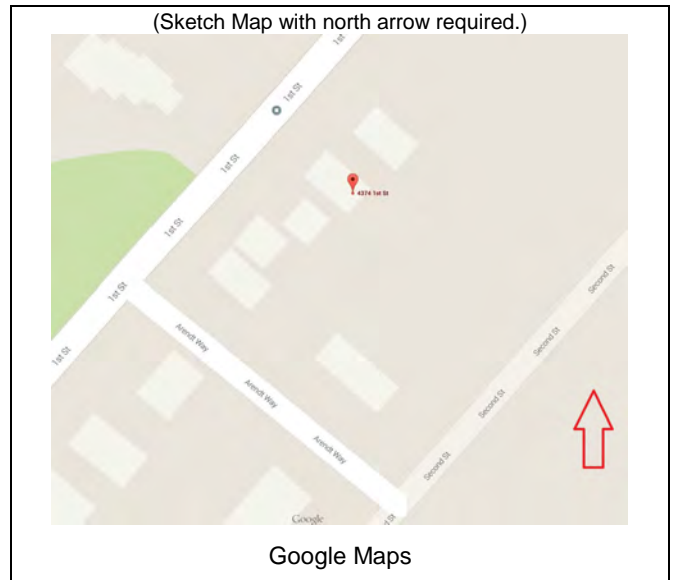 (Sketch Map with north arrow required.)
1st St
1st St
1st St
1st St
1st St
1st St
4374 1st St
Arendt Way
Arendt Way
Arendt Way
Second St
Second St
Second St
Second St
d St
Google
Google Maps